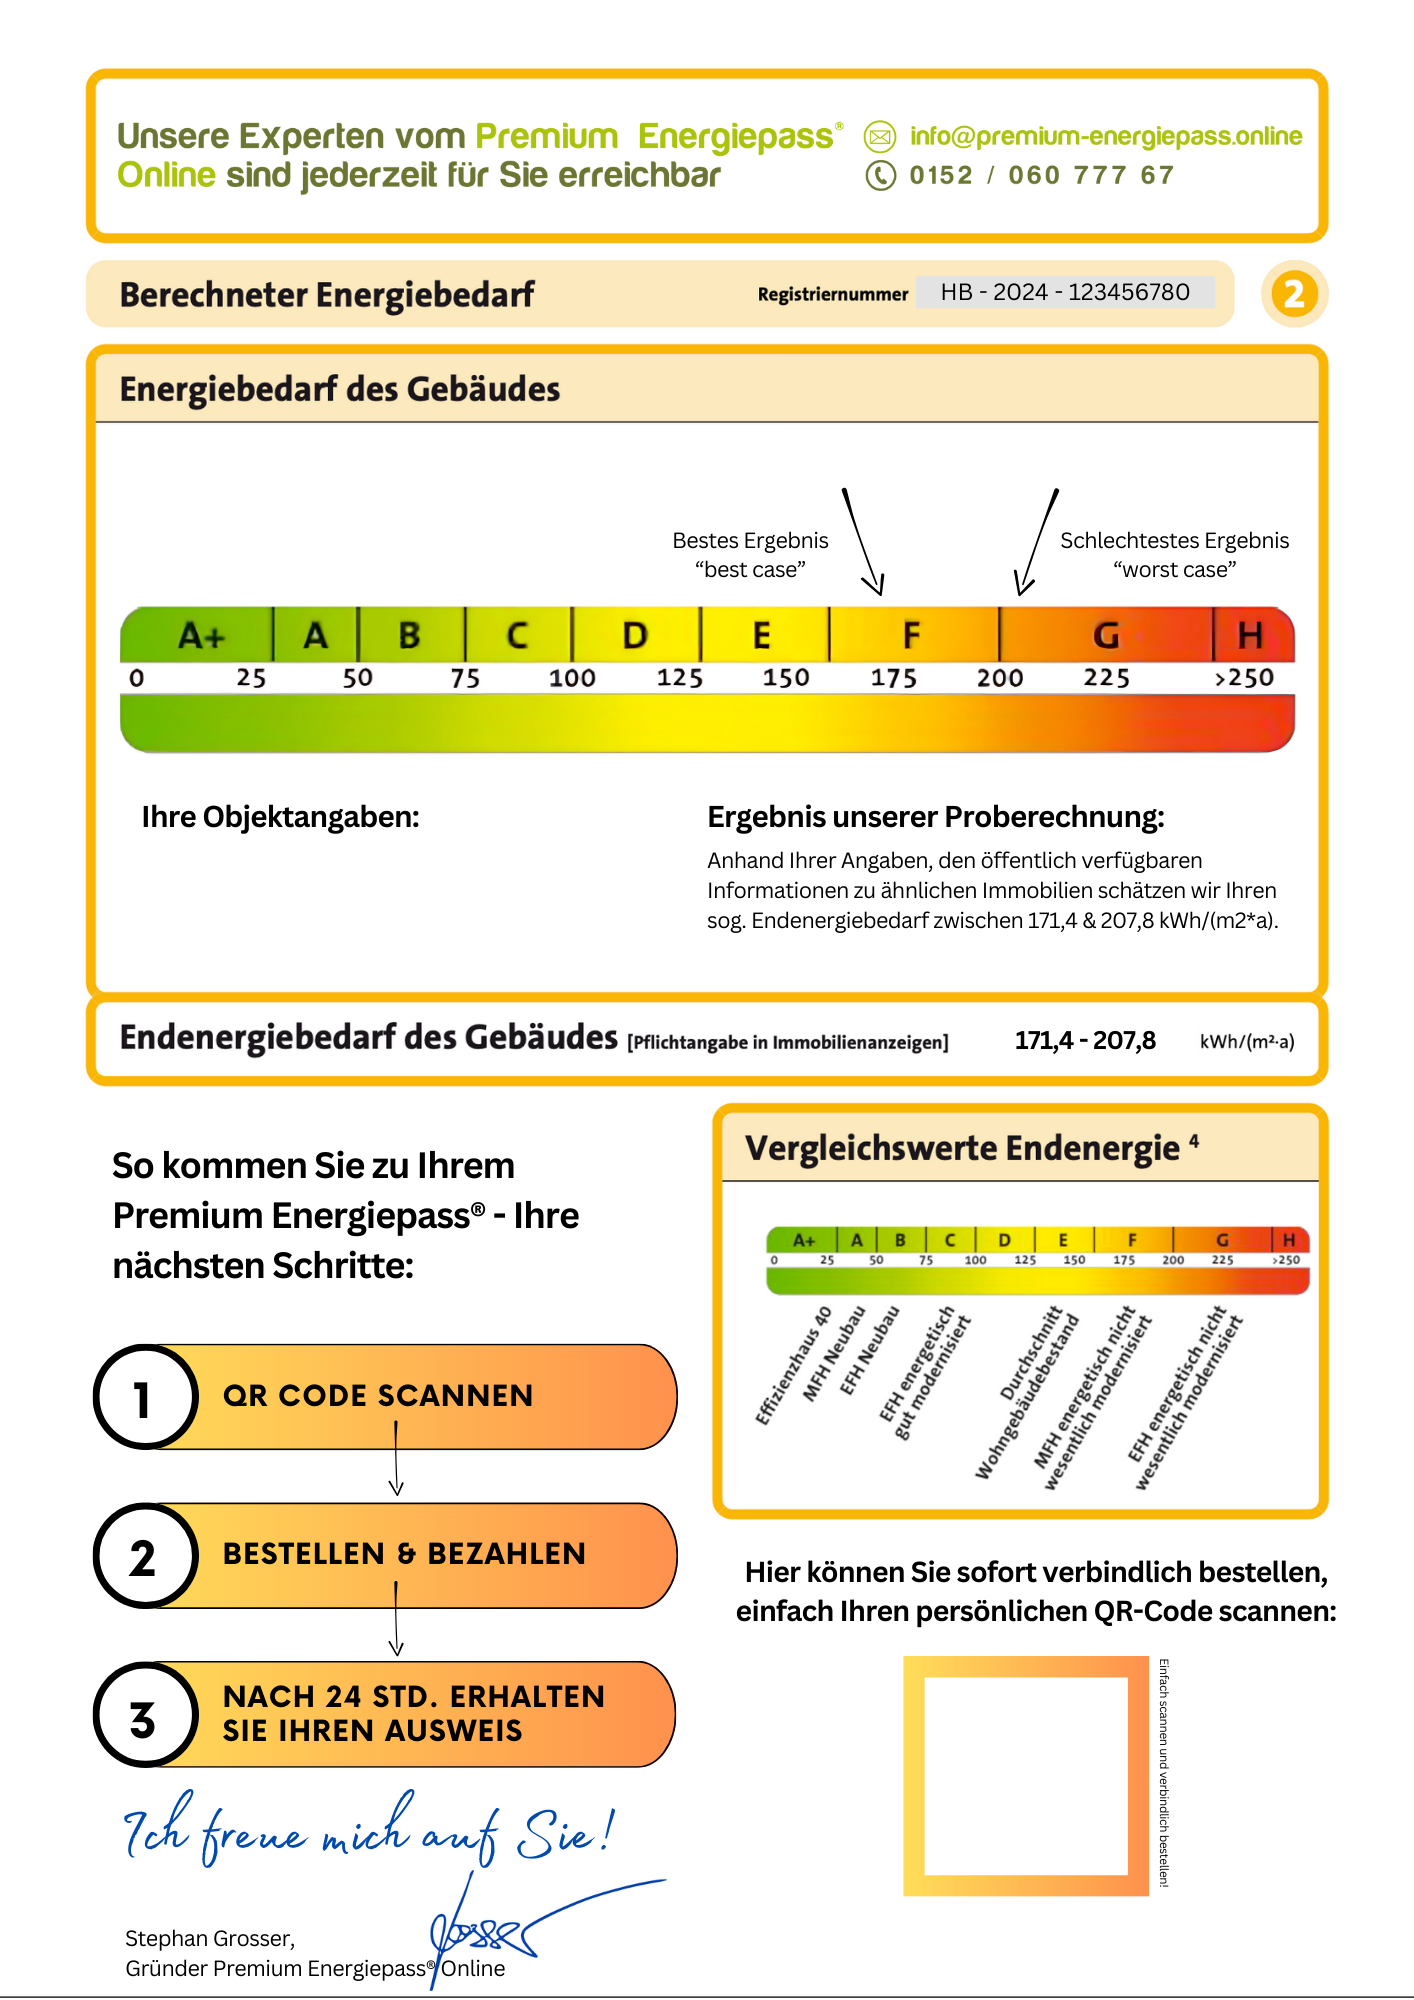 Unsere Experten vom Premium Energiepass®
Online sind jederzeit für Sie erreichbar
info@premium-energiepass.online
0152 / 060 777 67
Berechneter Energiebedarf
Registriernummer
HB - 2024 - 123456780
2
Energiebedarf des Gebäudes
Bestes Ergebnis
“best case”
Schlechtestes Ergebnis
“worst case”
A+ A B C D E F G H
0 25 50 75 100 125 150 175 200 225 >250
Ihre Objektangaben:
Ergebnis unserer Proberechnung:
Anhand Ihrer Angaben, den öffentlich verfügbaren
Informationen zu ähnlichen Immobilien schätzen wir Ihren
sog. Endenergiebedarf zwischen 171,4 & 207,8 kWh/(m2*a).
Endenergiebedarf des Gebäudes [Pflichtangabe in Immobilienanzeigen] 171,4 - 207,8 kWh/(m²·a)
So kommen Sie zu Ihrem
Premium Energiepass® - Ihre
nächsten Schritte:
1
QR CODE SCANNEN
2
BESTELLEN & BEZAHLEN
3
NACH 24 STD. ERHALTEN
SIE IHREN AUSWEIS
Vergleichswerte Endenergie 4
A+ A B C D E F G H
0 25 50 75 100 125 150 175 200 225 >250
Effizienzhaus 40
MFH Neubau
EFH Neubau
EFH energetisch
gut modernisiert
Durchschnitt
Wohngebäudebestand
MFH energetisch nicht
wesentlich modernisiert
EFH energetisch nicht
wesentlich modernisiert
Hier können Sie sofort verbindlich bestellen,
einfach Ihren persönlichen QR-Code scannen:
Einfach scannen und verbindlich bestellen!
Ich freue mich auf Sie!
Stephan Grosser,
Gründer Premium Energiepass® Online